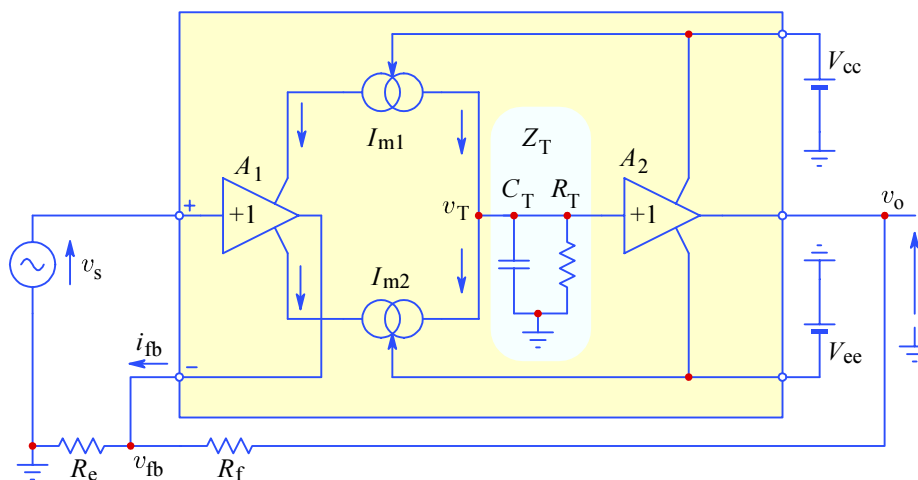 V_cc
I_m1
Z_T
A_1
A_2
C_T
R_T
+
+1
v_T
+1
v_o
v_s
I_m2
i_fb
−
V_ee
R_e
v_fb
R_f